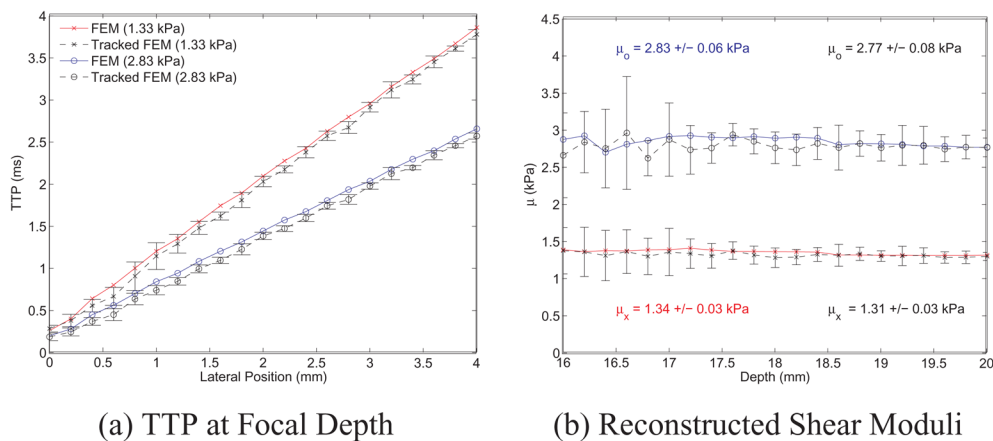 4
3.5
3
2.5
2
1.5
1
0.5
0
TTP (ms)
FEM (1.33 kPa)
Tracked FEM (1.33 kPa)
FEM (2.83 kPa)
Tracked FEM (2.83 kPa)
0 0.5 1.0 1.5 2.0 2.5 3.0 3.5 4
Lateral Position (mm)
(a) TTP at Focal Depth
4.5
4
3.5
3
2.5
2
1.5
1
0.5
0
μ (kPa)
μo = 2.83 +/− 0.06 kPa
μo = 2.77 +/− 0.08 kPa
μx = 1.34 +/− 0.03 kPa
μx = 1.31 +/− 0.03 kPa
16 16.5 17 17.5 18 18.5 19 19.5 20
Depth (mm)
(b) Reconstructed Shear Moduli